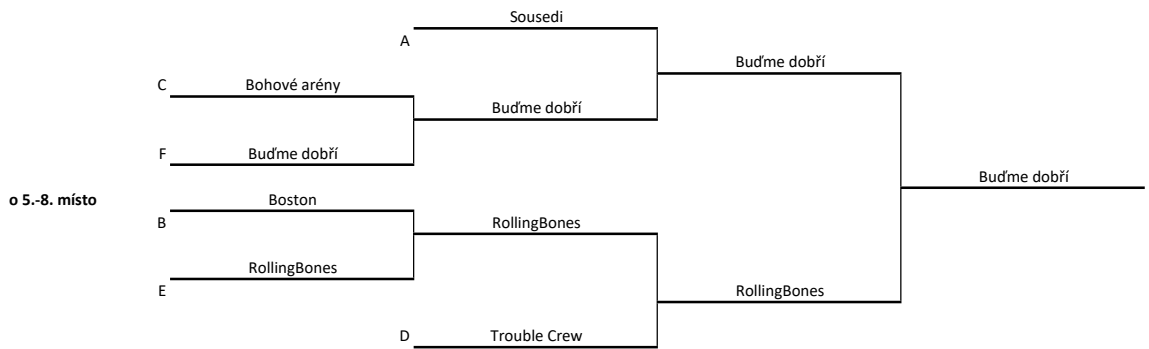 Sousedi
A
Buďme dobří
C Bohové arény
Buďme dobří
F Buďme dobří
Buďme dobří
o 5.-8. místo
Boston
B
RollingBones
RollingBones
E
RollingBones
D Trouble Crew